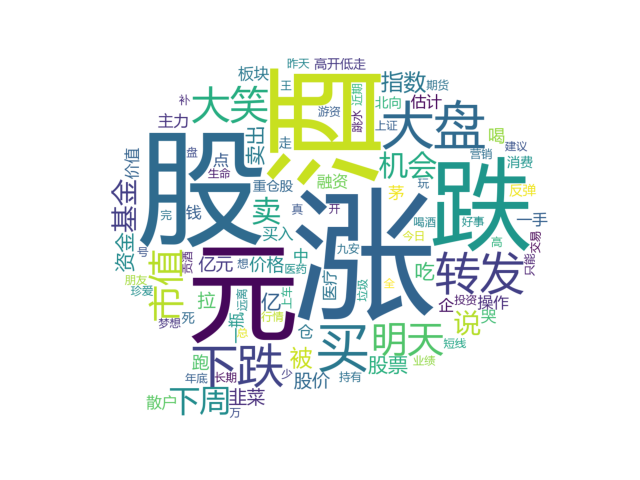 昨天
高开低走
板块
王
近期
指数
期货
补
大笑
酒
游资
北向
估计
主力
跳水
上证
大盘
喝
价值
盘
卖出
走
营销
建议
股
点
生命
机会
消费
基金
重仓股
融资
茅
玩
反弹
资金
完
钱
卖
真
开
涨
跌
喝酒
好事
一手
买入
今日
高
交易
只能
号
市值
元
中
九安
亿元
想
价格
医药
医疗
转发
朋友
贵酒
远离
全
吃
珍爱
拉
一瓶
亿
上车
垃圾
企
投资
操作
梦想
死
总
行情
仓
买
明天
说
哭
跑
下跌
被
股票
业绩
短线
年底
长期
少
股价
持有
散户
下周
韭菜
万